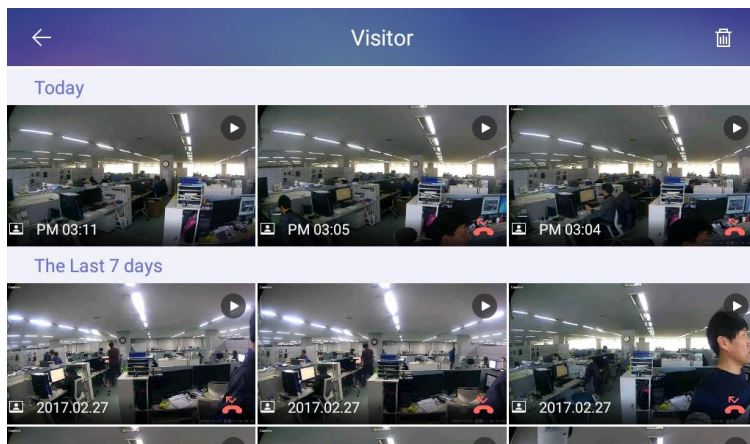 Visitor
Today
PM 03:11
PM 03:05
PM 03:04
The Last 7 days
2017.02.27
2017.02.27
2017.02.27